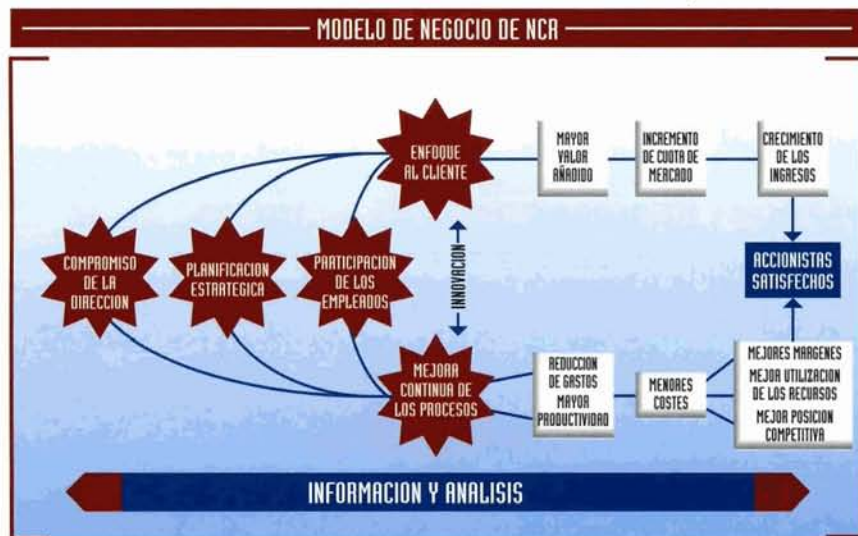 MODELO DE NEGOCIO DE NCR
ENFOQUE
AL CLIENTE
MAYOR
VALOR
AÑADIDO
INCREMENTO
DE CUOTA DE
MERCADO
CRECIMIENTO
DE LOS
INGRESOS
COMPROMISO
DE LA
DIRECCION
PLANIFICACION
ESTRATEGICA
PARTICIPACION
DE LOS
EMPLEADOS
INNOVACION
ACCIONISTAS
SATISFECHOS
MEJORA
CONTINUA DE
LOS PROCESOS
REDUCCION
DE GASTOS
MAYOR
PRODUCTIVIDAD
MENORES
COSTES
MEJORES MARGENES
MEJOR UTILIZACION
DE LOS RECURSOS
MEJOR POSICION
COMPETITIVA
INFORMACION Y ANALISIS